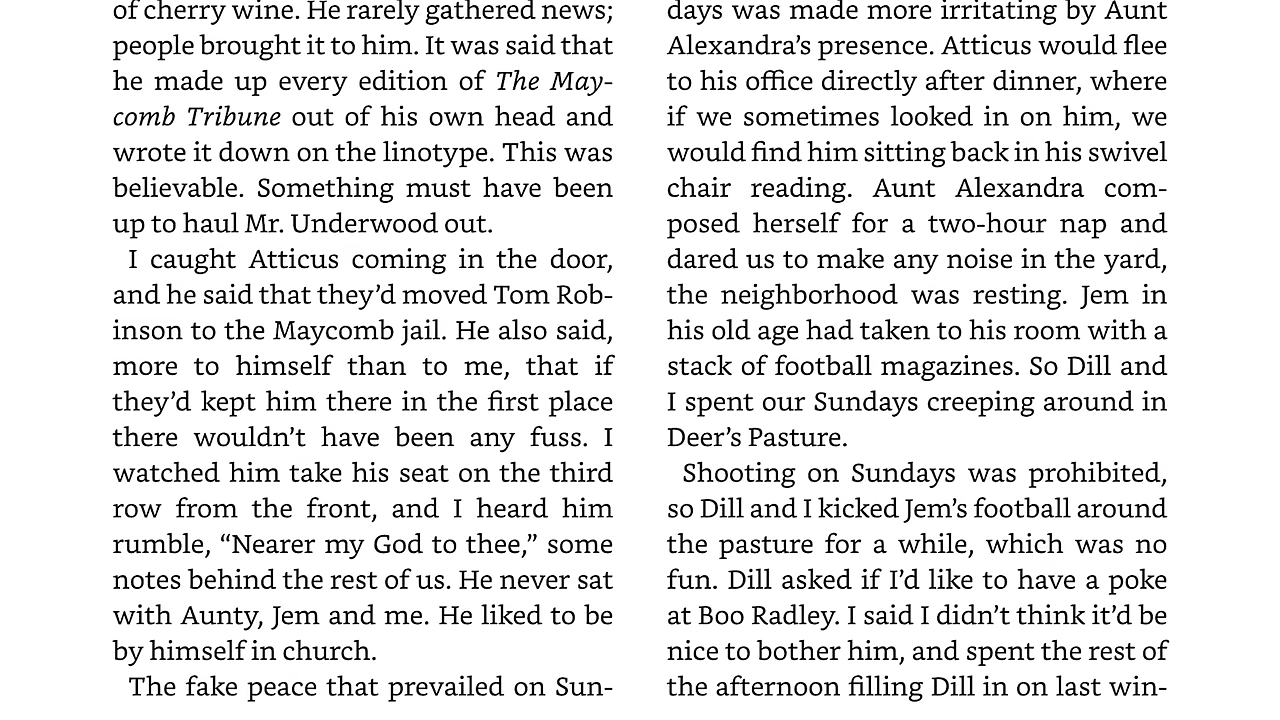 of cherry wine. He rarely gathered news;
people brought it to him. It was said that
he made up every edition of The May-
comb Tribune out of his own head and
wrote it down on the linotype. This was
believable. Something must have been
up to haul Mr. Underwood out.
I caught Atticus coming in the door,
and he said that they’d moved Tom Rob-
inson to the Maycomb jail. He also said,
more to himself than to me, that if
they’d kept him there in the first place
there wouldn’t have been any fuss. I
watched him take his seat on the third
row from the front, and I heard him
rumble, “Nearer my God to thee,” some
notes behind the rest of us. He never sat
with Aunty, Jem and me. He liked to be
by himself in church.
The fake peace that prevailed on Sun-
days was made more irritating by Aunt
Alexandra’s presence. Atticus would flee
to his office directly after dinner, where
if we sometimes looked in on him, we
would find him sitting back in his swivel
chair reading. Aunt Alexandra com-
posed herself for a two-hour nap and
dared us to make any noise in the yard,
the neighborhood was resting. Jem in
his old age had taken to his room with a
stack of football magazines. So Dill and
I spent our Sundays creeping around in
Deer’s Pasture.
Shooting on Sundays was prohibited,
so Dill and I kicked Jem’s football around
the pasture for a while, which was no
fun. Dill asked if I’d like to have a poke
at Boo Radley. I said I didn’t think it’d be
nice to bother him, and spent the rest of
the afternoon filling Dill in on last win-